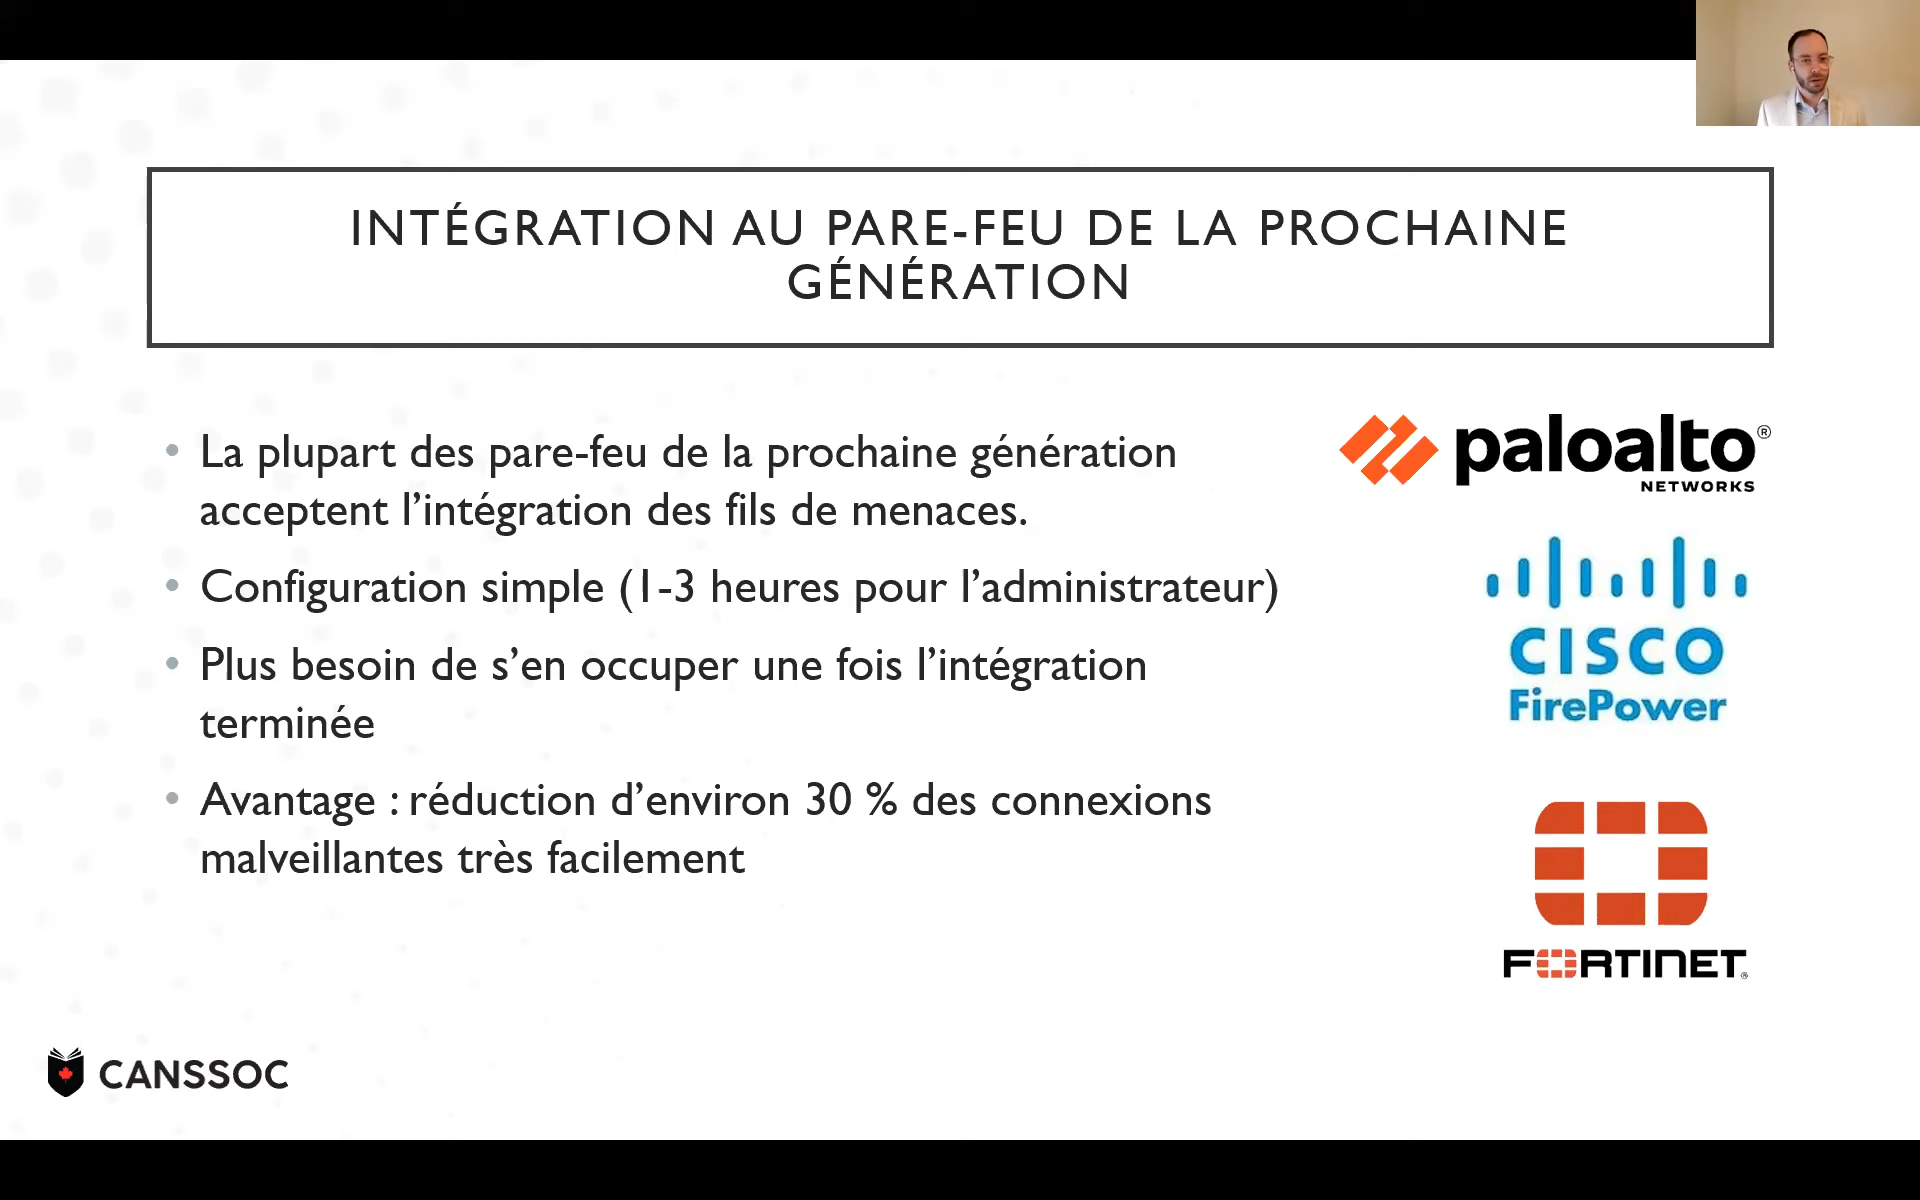 INTÉGRATION AU PARE-FEU DE LA PROCHAINE
GÉNÉRATION
• La plupart des pare-feu de la prochaine génération
acceptent l’intégration des fils de menaces.
• Configuration simple (1-3 heures pour l’administrateur)
• Plus besoin de s’en occuper une fois l’intégration
terminée
• Avantage : réduction d’environ 30 % des connexions
malveillantes très facilement
paloalto®
NETWORKS
CISCO
FirePower
FORTINET®
CANSSOC